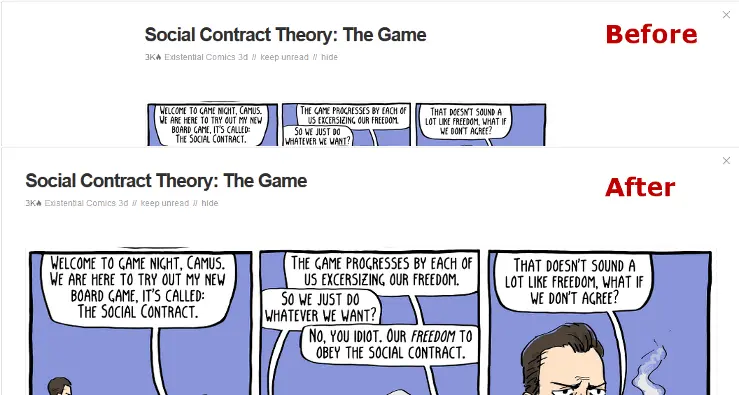 Social Contract Theory: The Game
Before
3K Existential Comics 3d // keep unread // hide
WELCOME TO GAME NIGHT, CAMUS.
WE ARE HERE TO TRY OUT MY NEW
BOARD GAME, IT'S CALLED:
THE SOCIAL CONTRACT.
THE GAME PROGRESSES BY EACH OF
US EXCERSIZING OUR FREEDOM.
SO WE JUST DO
WHATEVER WE WANT?
THAT DOESN'T SOUND A
LOT LIKE FREEDOM, WHAT IF
WE DON'T AGREE?
Social Contract Theory: The Game
After
3K Existential Comics 3d // keep unread // hide
WELCOME TO GAME NIGHT, CAMUS.
WE ARE HERE TO TRY OUT MY NEW
BOARD GAME, IT'S CALLED:
THE SOCIAL CONTRACT.
THE GAME PROGRESSES BY EACH OF
US EXCERSIZING OUR FREEDOM.
SO WE JUST DO
WHATEVER WE WANT?
NO, YOU IDIOT. OUR FREEDOM TO
OBEY THE SOCIAL CONTRACT.
THAT DOESN'T SOUND A
LOT LIKE FREEDOM, WHAT IF
WE DON'T AGREE?